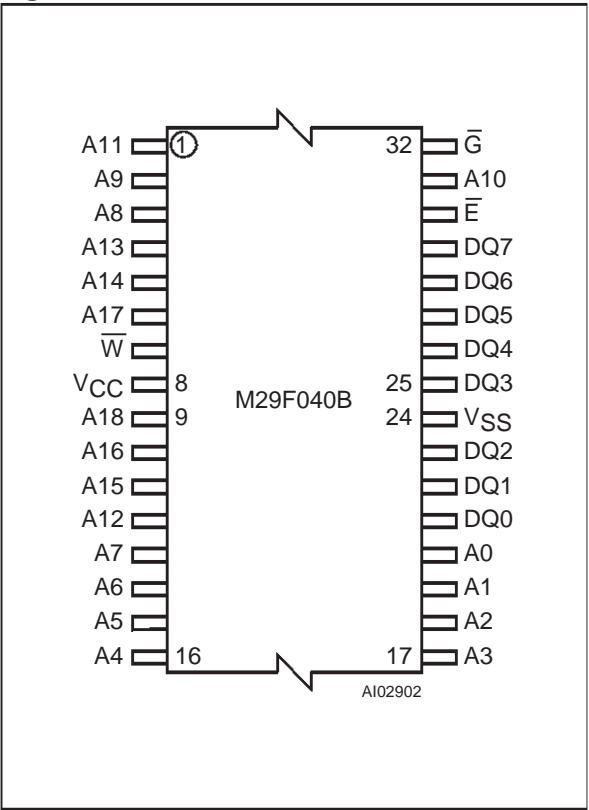 A11 1 32 G̅
A9 A10
A8 E̅
A13 DQ7
A14 DQ6
A17 DQ5
W̅ DQ4
VCC 8 25 DQ3
M29F040B
A18 9 24 VSS
A16 DQ2
A15 DQ1
A12 DQ0
A7 A0
A6 A1
A5 A2
A4 16 17 A3
AI02902